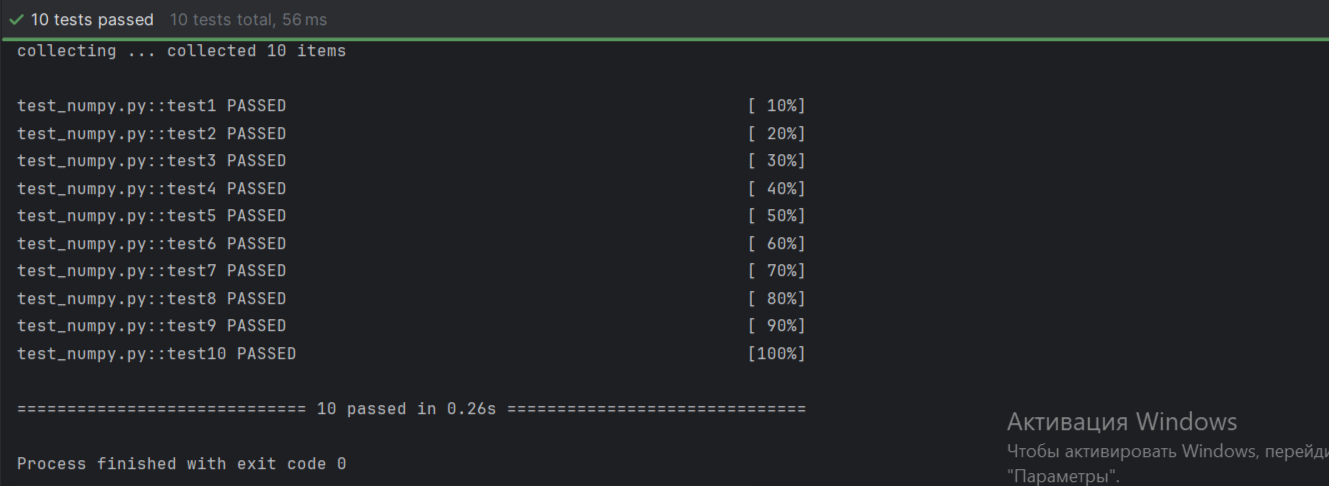 10 tests passed 10 tests total, 56 ms
collecting ... collected 10 items
test_numpy.py::test1 PASSED [ 10%]
test_numpy.py::test2 PASSED [ 20%]
test_numpy.py::test3 PASSED [ 30%]
test_numpy.py::test4 PASSED [ 40%]
test_numpy.py::test5 PASSED [ 50%]
test_numpy.py::test6 PASSED [ 60%]
test_numpy.py::test7 PASSED [ 70%]
test_numpy.py::test8 PASSED [ 80%]
test_numpy.py::test9 PASSED [ 90%]
test_numpy.py::test10 PASSED [100%]
============================= 10 passed in 0.26s ==============================
Активация Windows
Чтобы активировать Windows, перейди
Process finished with exit code 0
"Параметры".